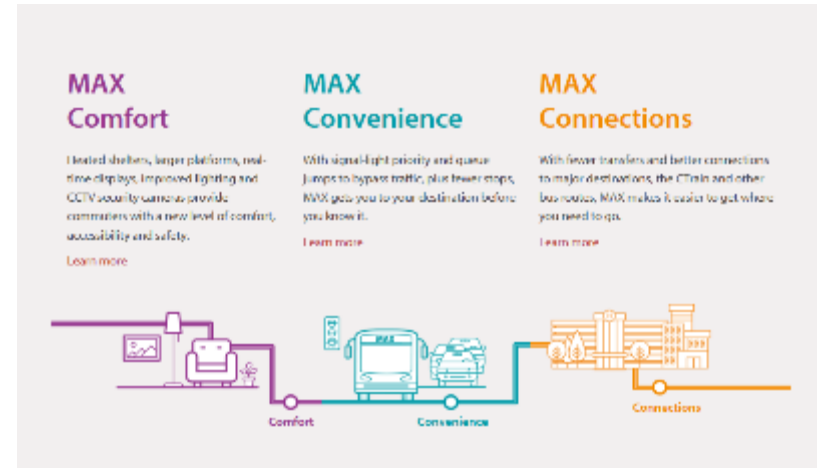 MAX
Comfort
Heated shelters, larger platforms, real-
time displays, improved lighting and
CCTV security cameras provide
commuters with a new level of comfort,
accessibility and safety.
Learn more
MAX
Convenience
With signal-light priority and queue
jumps to bypass traffic, plus fewer stops,
MAX gets you to your destination before
you know it.
Learn more
MAX
Connections
With fewer transfers and better connections
to major destinations, the CTrain and other
bus routes, MAX makes it easier to get where
you need to go.
Learn more
MAX
Comfort
Convenience
Connections